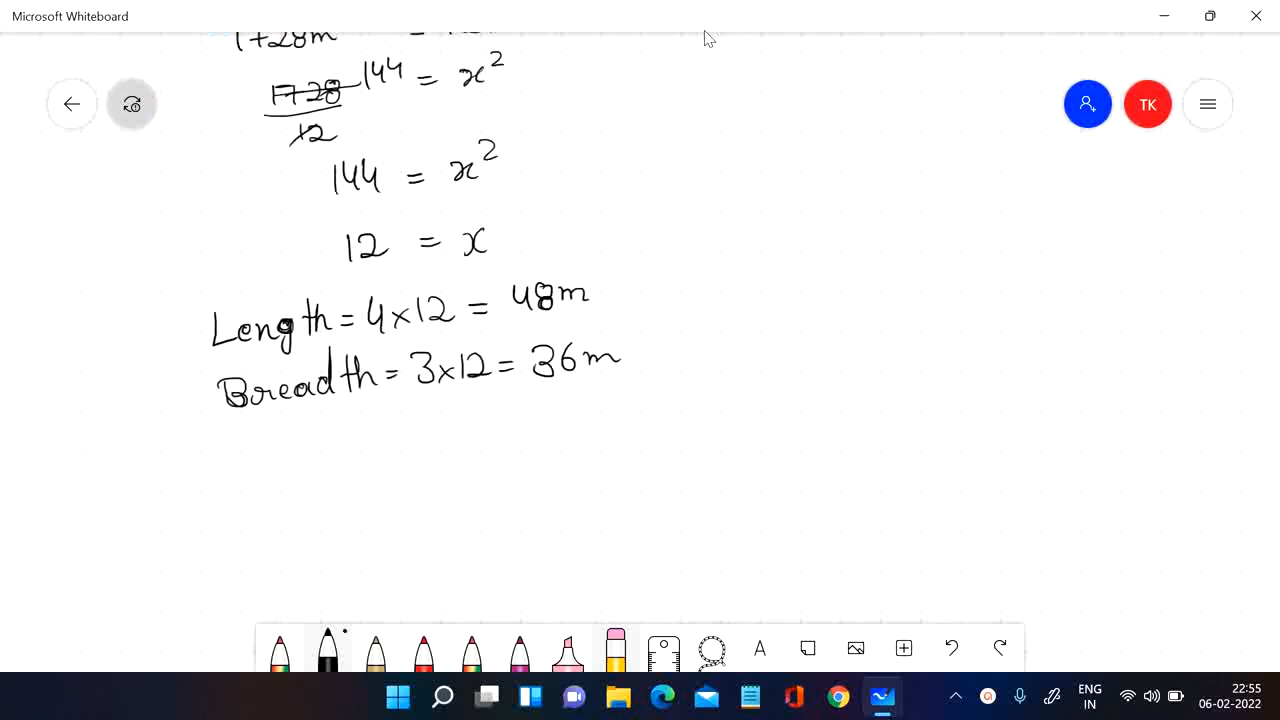 Microsoft Whiteboard
1728m =
1728 144 = x²
12
144 = x²
12 = x
TK
Length = 4×12 = 48m
Breadth = 3×12 = 36m
A
ENG
IN
22:55
06-02-2022